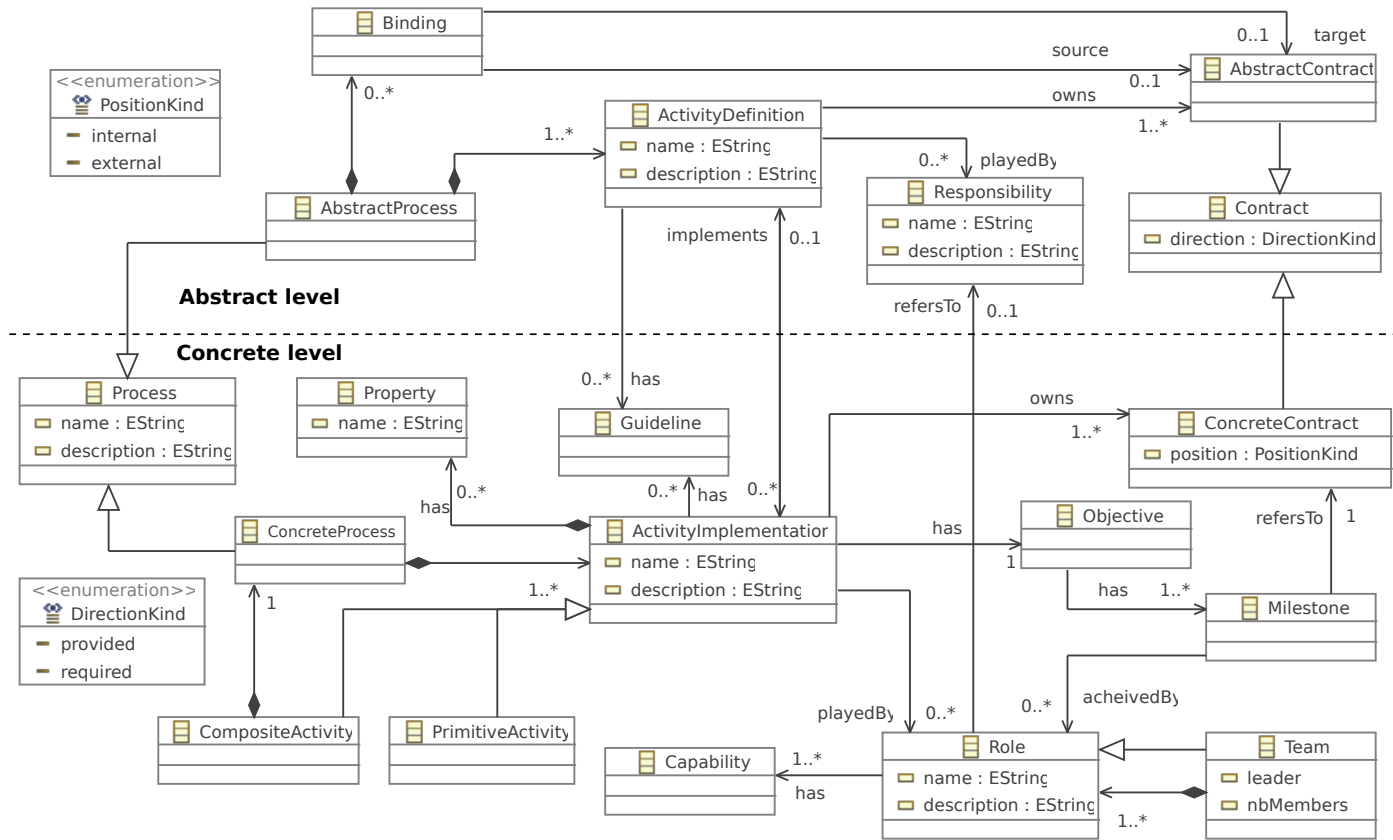 Binding
0..1
target
source
0..1
AbstractContract
<<enumeration>>
PositionKind
internal
external
0..*
ActivityDefinition
name : EString
description : EString
owns
1..*
1..*
0..*
playedBy
AbstractProcess
Responsibility
name : EString
description : EString
Contract
direction : DirectionKind
implements
0..1
Abstract level
refersTo
0..1
Concrete level
Process
name : EString
description : EString
Property
name : EString
0..*
has
Guideline
owns
1..*
ConcreteContract
position : PositionKind
has
0..*
0..*
has
0..*
ConcreteProcess
ActivityImplementation
name : EString
description : EString
has
1
Objective
refersTo
1
<<enumeration>>
DirectionKind
provided
required
1
1..*
has
1..*
Milestone
CompositeActivity
PrimitiveActivity
playedBy
0..*
0..*
acheivedBy
Capability
1..*
has
Role
name : EString
description : EString
1..*
Team
leader
nbMembers